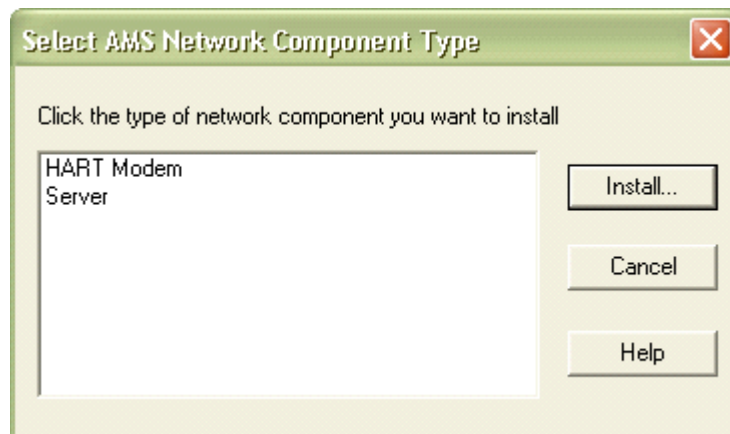 Select AMS Network Component Type
Click the type of network component you want to install
HART Modem
Server
Install...
Cancel
Help